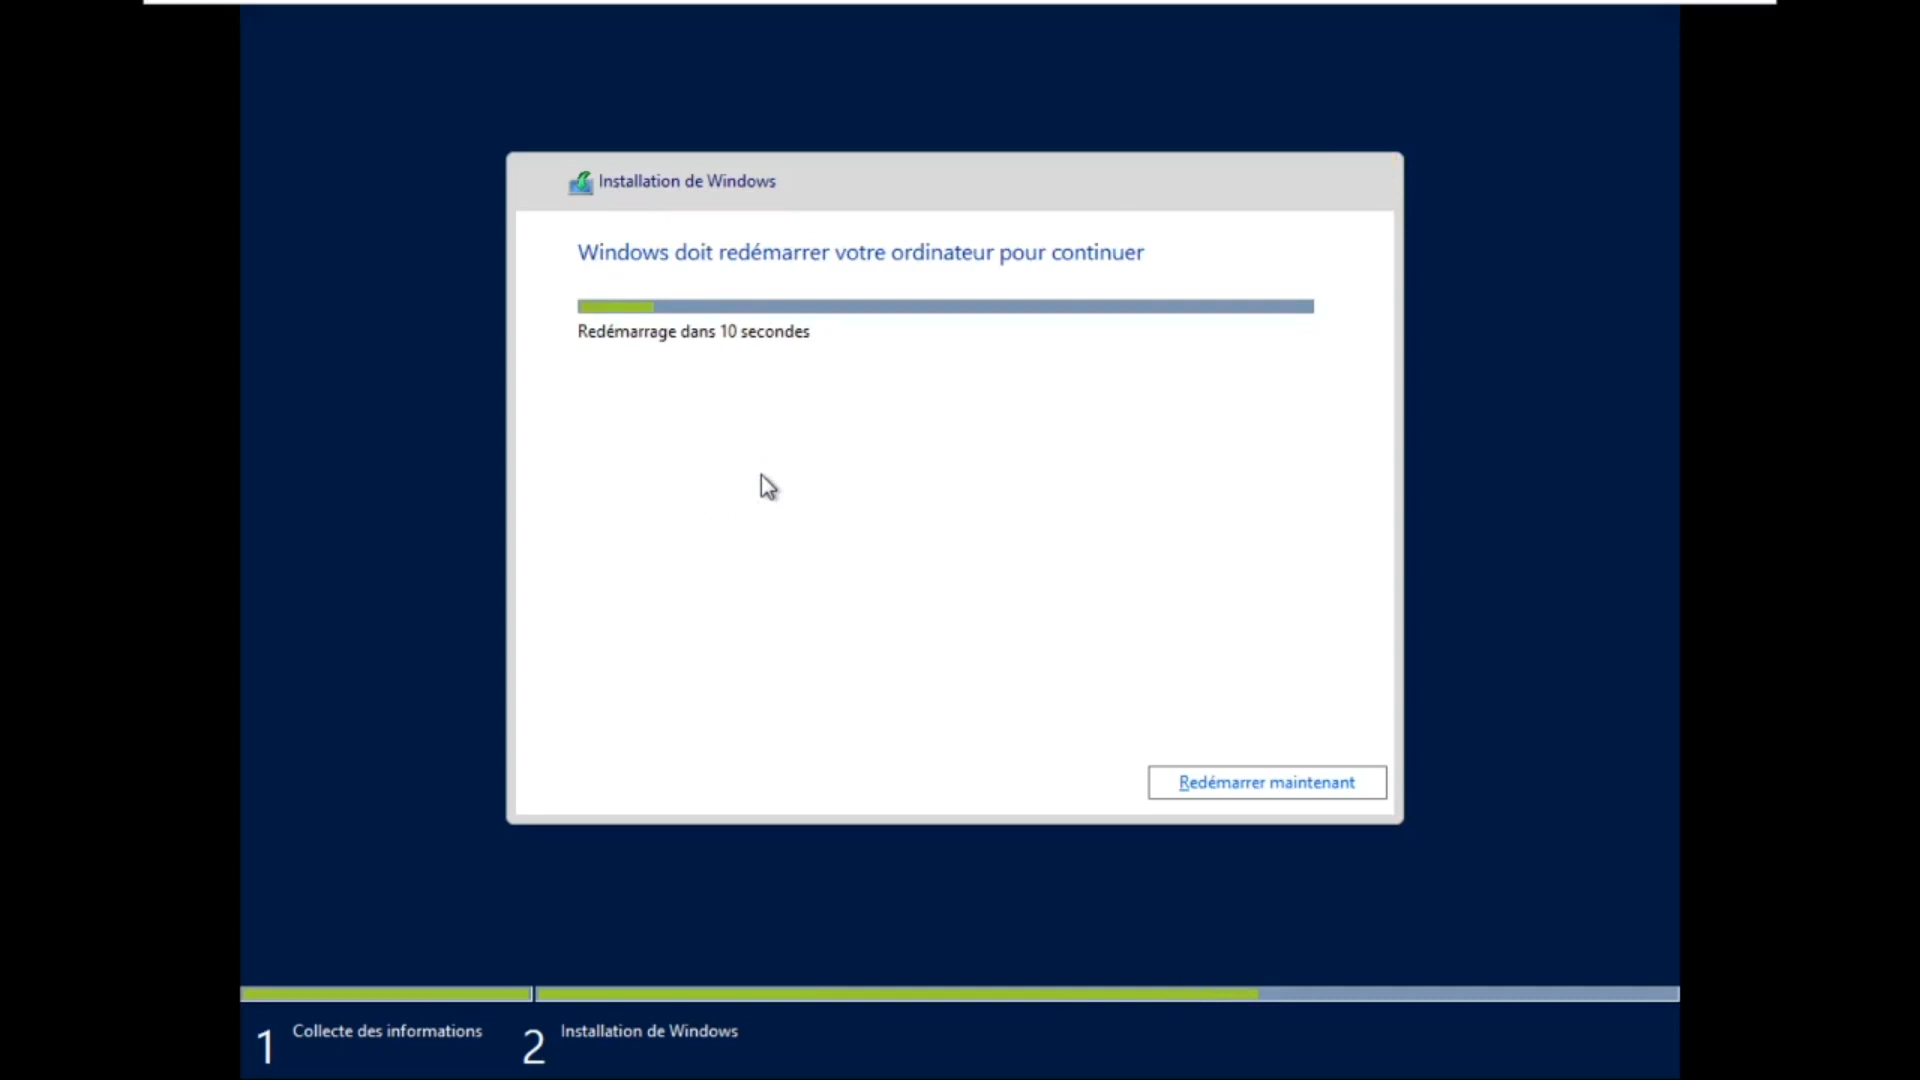 Installation de Windows
Windows doit redémarrer votre ordinateur pour continuer
Redémarrage dans 10 secondes
Redémarrer maintenant
1 Collecte des informations
2 Installation de Windows